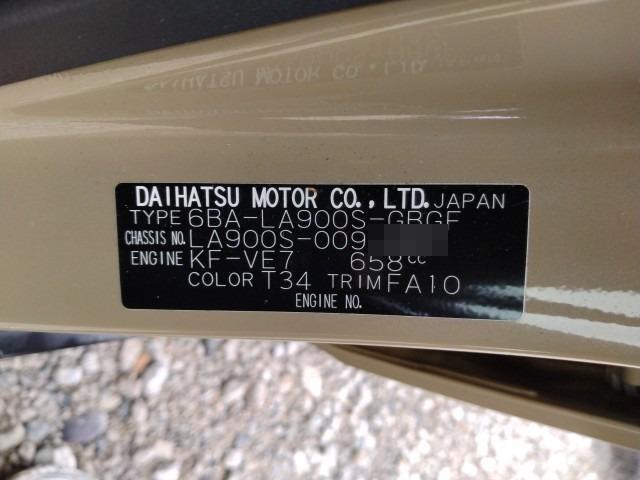 DAIHATSU MOTOR CO., LTD. JAPAN
TYPE 6BA-LA900S-GBGF
CHASSIS NO. LA900S-009
ENGINE KF-VE7 658cc
COLOR T34 TRIM FA10
ENGINE NO.